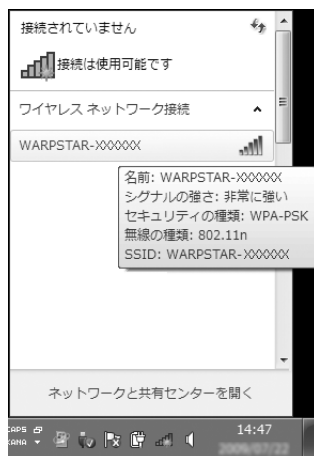 接続されていません
接続は使用可能です
ワイヤレス ネットワーク接続
WARPSTAR-XXXXXX
名前: WARPSTAR-XXXXXX
シグナルの強さ: 非常に強い
セキュリティの種類: WPA-PSK
無線の種類: 802.11n
SSID: WARPSTAR-XXXXXX
ネットワークと共有センターを開く
CAPS
KANA
14:47
2009/07/22